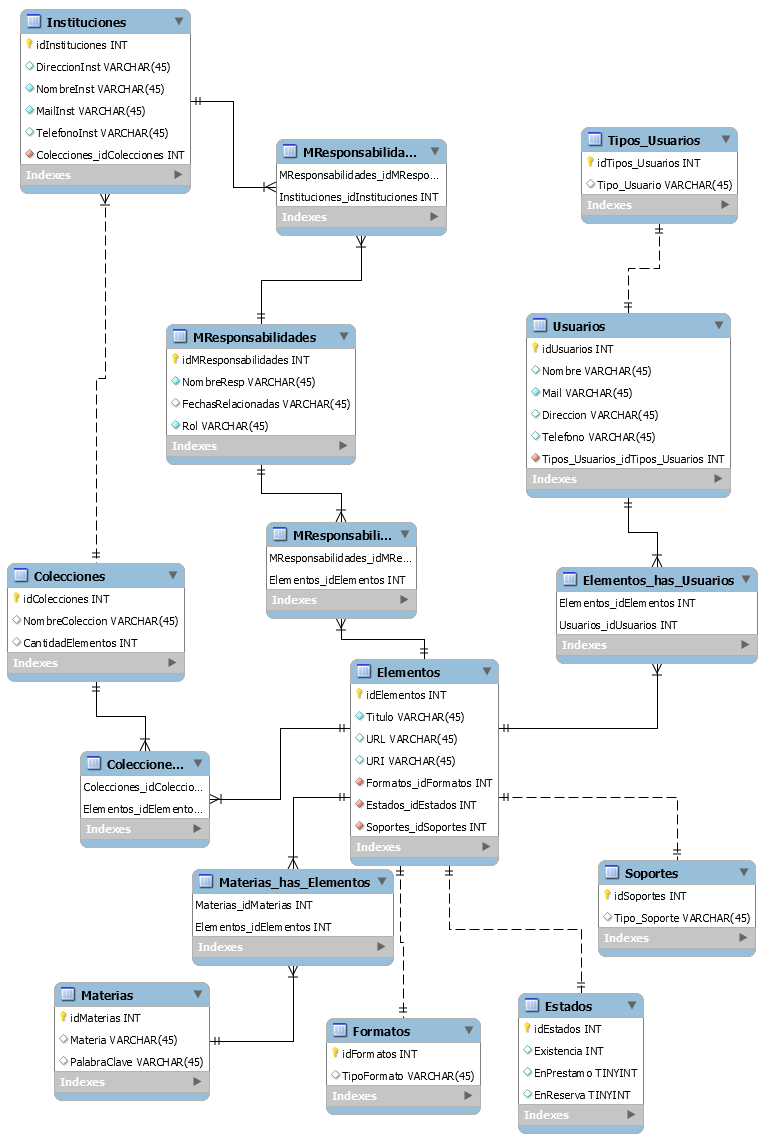 Instituciones
idInstituciones INT
DireccionInst VARCHAR(45)
NombreInst VARCHAR(45)
MailInst VARCHAR(45)
TelefonoInst VARCHAR(45)
Colecciones_idColecciones INT
Indexes
MResponsabilida...
MResponsabilidades_idMRespo...
Instituciones_idInstituciones INT
Indexes
Tipos_Usuarios
idTipos_Usuarios INT
Tipo_Usuario VARCHAR(45)
Indexes
MResponsabilidades
idMResponsabilidades INT
NombreResp VARCHAR(45)
FechasRelacionadas VARCHAR(45)
Rol VARCHAR(45)
Indexes
Usuarios
idUsuarios INT
Nombre VARCHAR(45)
Mail VARCHAR(45)
Direccion VARCHAR(45)
Telefono VARCHAR(45)
Tipos_Usuarios_idTipos_Usuarios INT
Indexes
MResponsabili...
MResponsabilidades_idMRe...
Elementos_idElementos INT
Indexes
Colecciones
idColecciones INT
NombreColeccion VARCHAR(45)
CantidadElementos INT
Indexes
Elementos_has_Usuarios
Elementos_idElementos INT
Usuarios_idUsuarios INT
Indexes
Elementos
idElementos INT
Titulo VARCHAR(45)
URL VARCHAR(45)
URI VARCHAR(45)
Formatos_idFormatos INT
Estados_idEstados INT
Soportes_idSoportes INT
Indexes
Coleccione...
Colecciones_idColeccio...
Elementos_idElemento...
Indexes
Materias_has_Elementos
Materias_idMaterias INT
Elementos_idElementos INT
Indexes
Soportes
idSoportes INT
Tipo_Soporte VARCHAR(45)
Indexes
Materias
idMaterias INT
Materia VARCHAR(45)
PalabraClave VARCHAR(45)
Indexes
Formatos
idFormatos INT
TipoFormato VARCHAR(45)
Indexes
Estados
idEstados INT
Existencia INT
EnPrestamo TINYINT
EnReserva TINYINT
Indexes